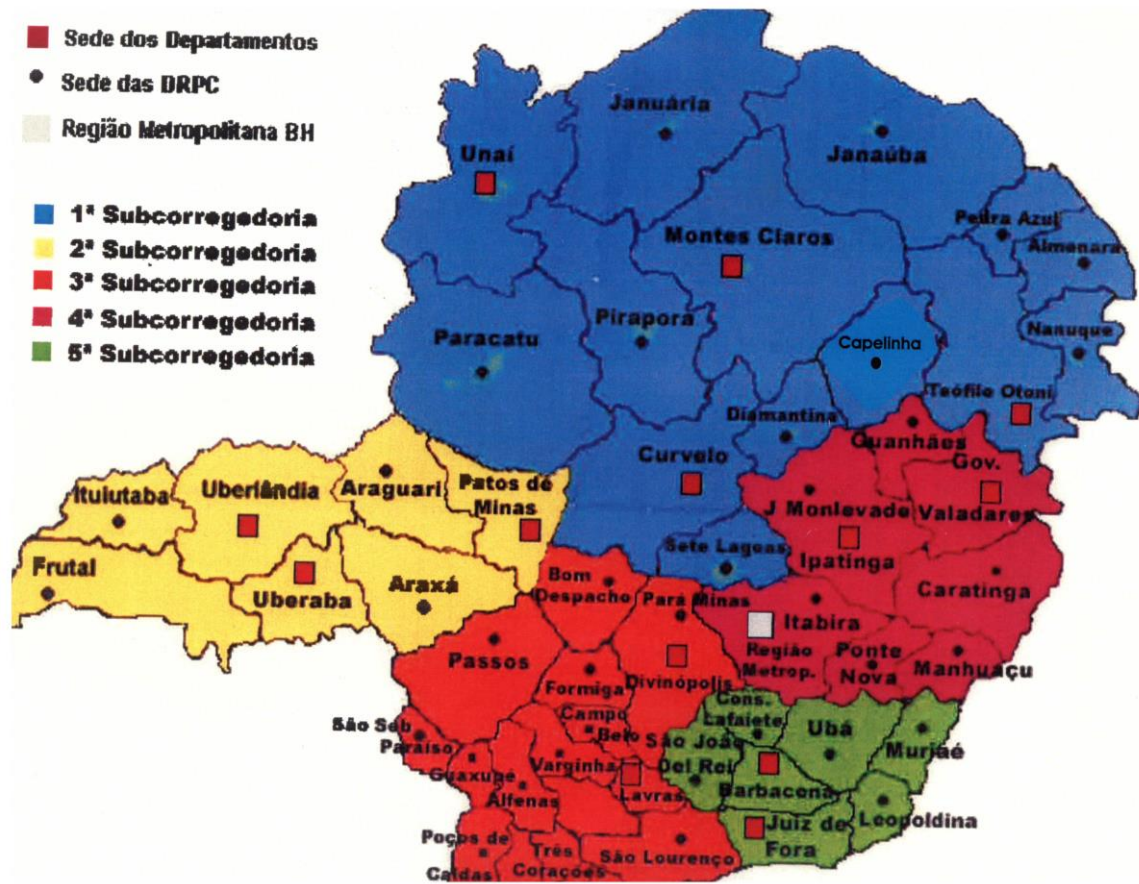 Sede dos Departamentos
Sede das DRPC
Região Metropolitana BH
1ª Subcorregedoria
2ª Subcorregedoria
3ª Subcorregedoria
4ª Subcorregedoria
5ª Subcorregedoria
Januária
Janaúba
Unaí
Pedra Azul
Almenara
Montes Claros
Pirapora
Paracatu
Capelinha
Nanuque
Teófilo Otoni
Diamantina
Curvelo
Sete Lagoas
Guanhães
Gov.
Valadares
J Monlevade
Ipatinga
Caratinga
Itabira
Região
Metrop.
Ponte
Nova
Manhuaçu
Ituiutaba
Uberlândia
Araguari
Patos de
Minas
Frutal
Uberaba
Araxá
Bom
Despacho
Pará Minas
Passos
Formiga
Divinópolis
Campo
Belo
São Seb
Paraíso
Guaxupé
Varginha
Lavras
Alfenas
Poços de
Caldas
Três
Corações
São Lourenço
Cons.
Lafaiete
Ubá
Muriaé
São João
Del Rei
Barbacena
Leopoldina
Juiz de
Fora